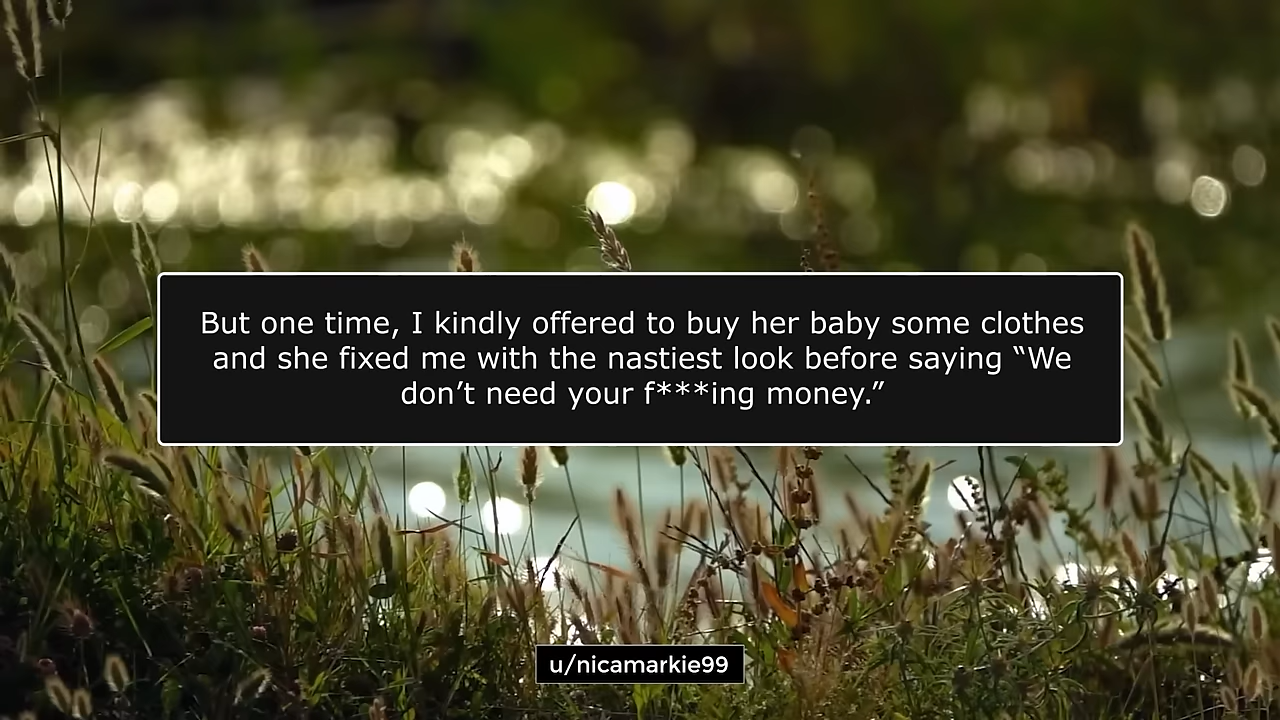 But one time, I kindly offered to buy her baby some clothes
and she fixed me with the nastiest look before saying “We
don’t need your f***ing money.”
u/nicamarkie99